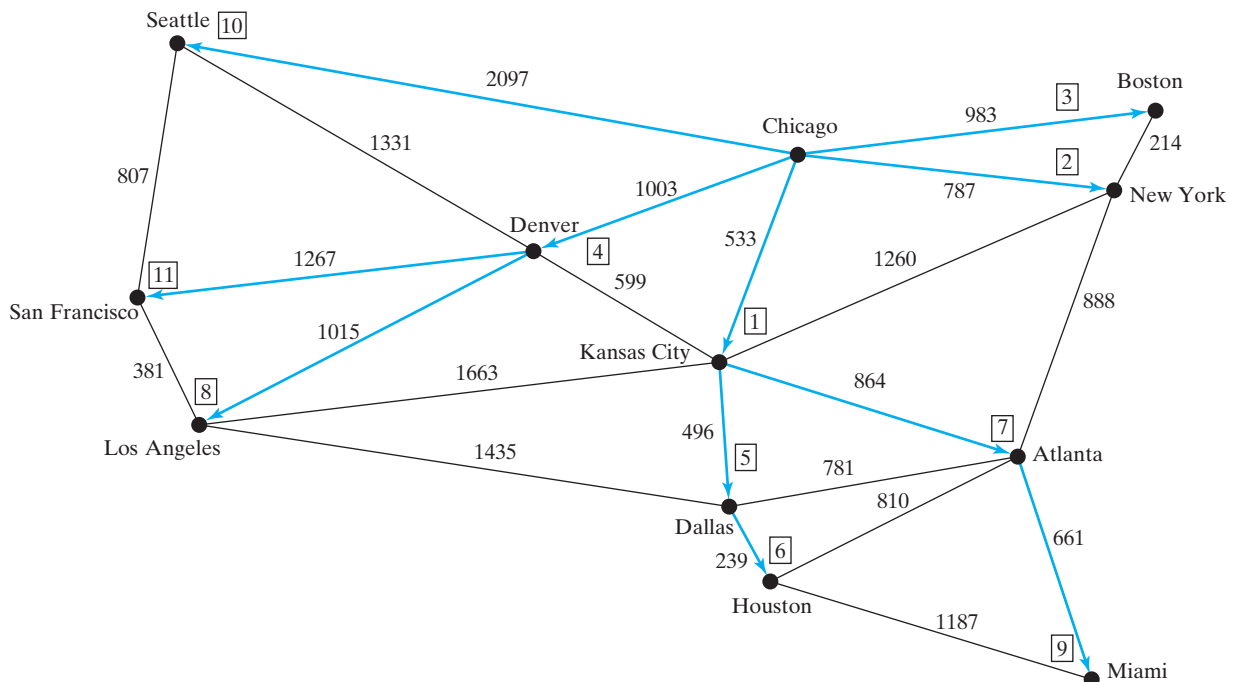 Seattle 10
2097
Boston
3
983
Chicago
1331
214
2
807
1003
787
New York
Denver
4
533
1260
1267
599
11
888
San Francisco
1015
1
Kansas City
381
8
1663
864
Los Angeles
496
7
1435
5
781
Atlanta
810
Dallas
661
239
6
Houston
1187
9
Miami